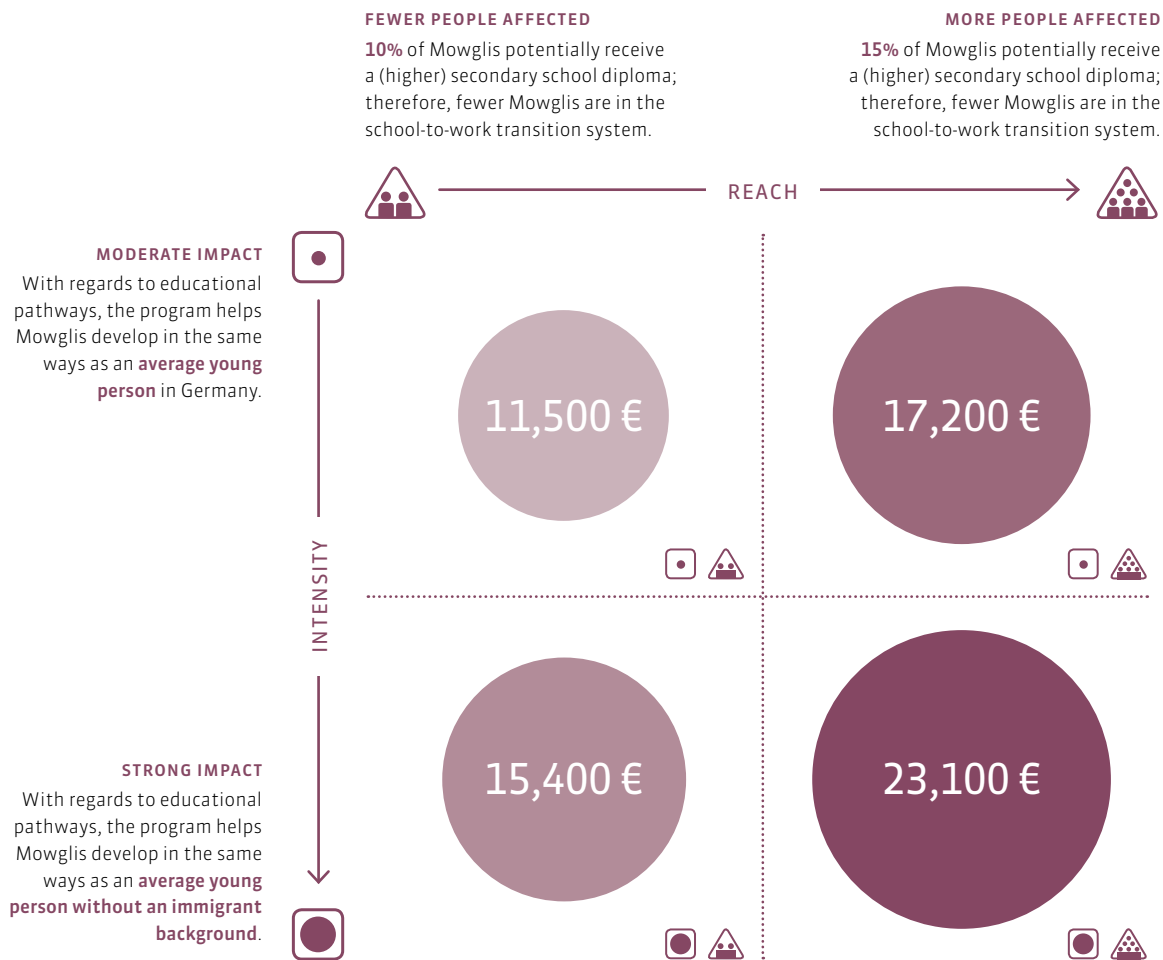 FEWER PEOPLE AFFECTED
10% of Mowglis potentially receive
a (higher) secondary school diploma;
therefore, fewer Mowglis are in the
school-to-work transition system.
MORE PEOPLE AFFECTED
15% of Mowglis potentially receive
a (higher) secondary school diploma;
therefore, fewer Mowglis are in the
school-to-work transition system.
REACH
MODERATE IMPACT
With regards to educational
pathways, the program helps
Mowglis develop in the same
ways as an average young
person in Germany.
11,500 €
17,200 €
INTENSITY
STRONG IMPACT
With regards to educational
pathways, the program helps
Mowglis develop in the same
ways as an average young
person without an immigrant
background.
15,400 €
23,100 €